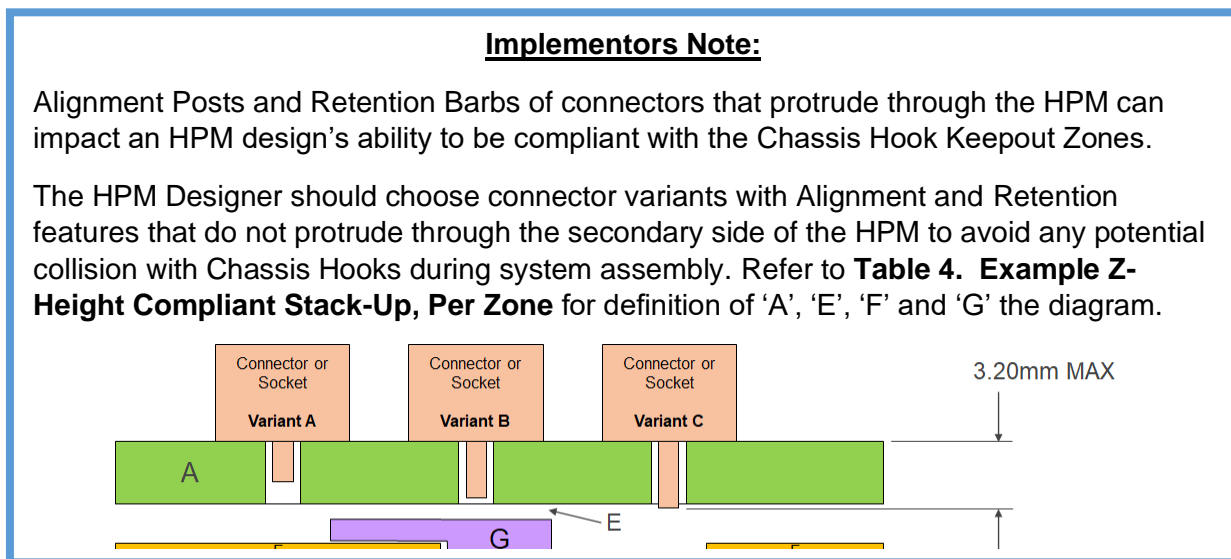 Implementors Note:
Alignment Posts and Retention Barbs of connectors that protrude through the HPM can
impact an HPM design’s ability to be compliant with the Chassis Hook Keepout Zones.
The HPM Designer should choose connector variants with Alignment and Retention
features that do not protrude through the secondary side of the HPM to avoid any potential
collision with Chassis Hooks during system assembly. Refer to Table 4. Example Z-
Height Compliant Stack-Up, Per Zone for definition of ‘A’, ‘E’, ‘F’ and ‘G’ the diagram.
Connector or
Socket
Variant A
Connector or
Socket
Variant B
Connector or
Socket
Variant C
3.20mm MAX
A
E
G